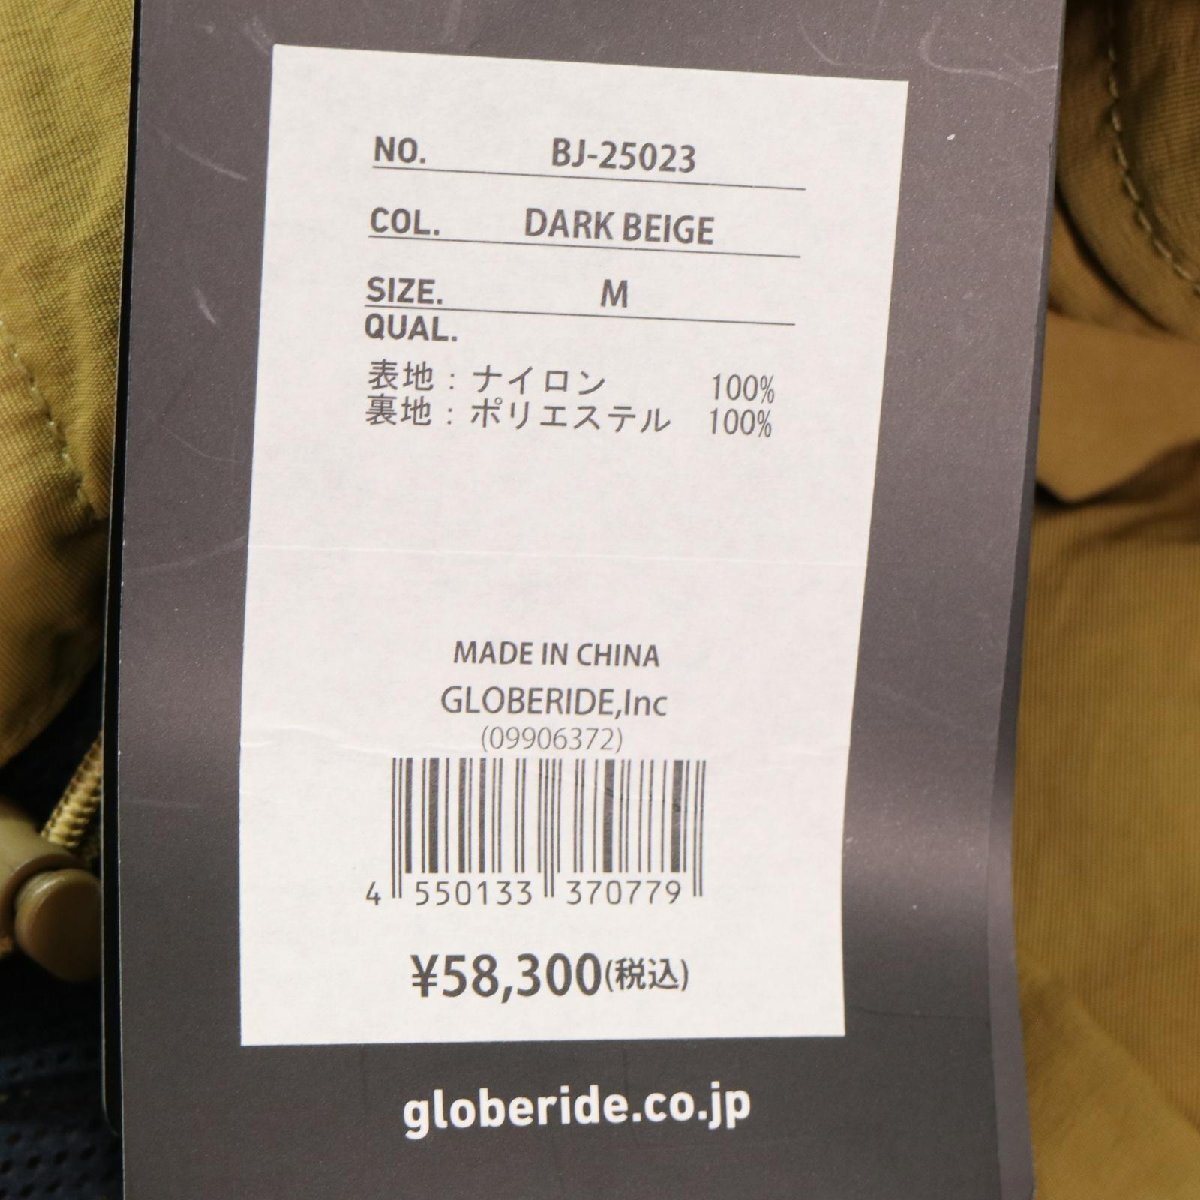 NO. BJ-25023
COL. DARK BEIGE
SIZE. M
QUAL.
表地：ナイロン 100%
裏地：ポリエステル 100%
MADE IN CHINA
GLOBERIDE,Inc
(09906372)
4 550133 370779
¥58,300(税込)
globeride.co.jp